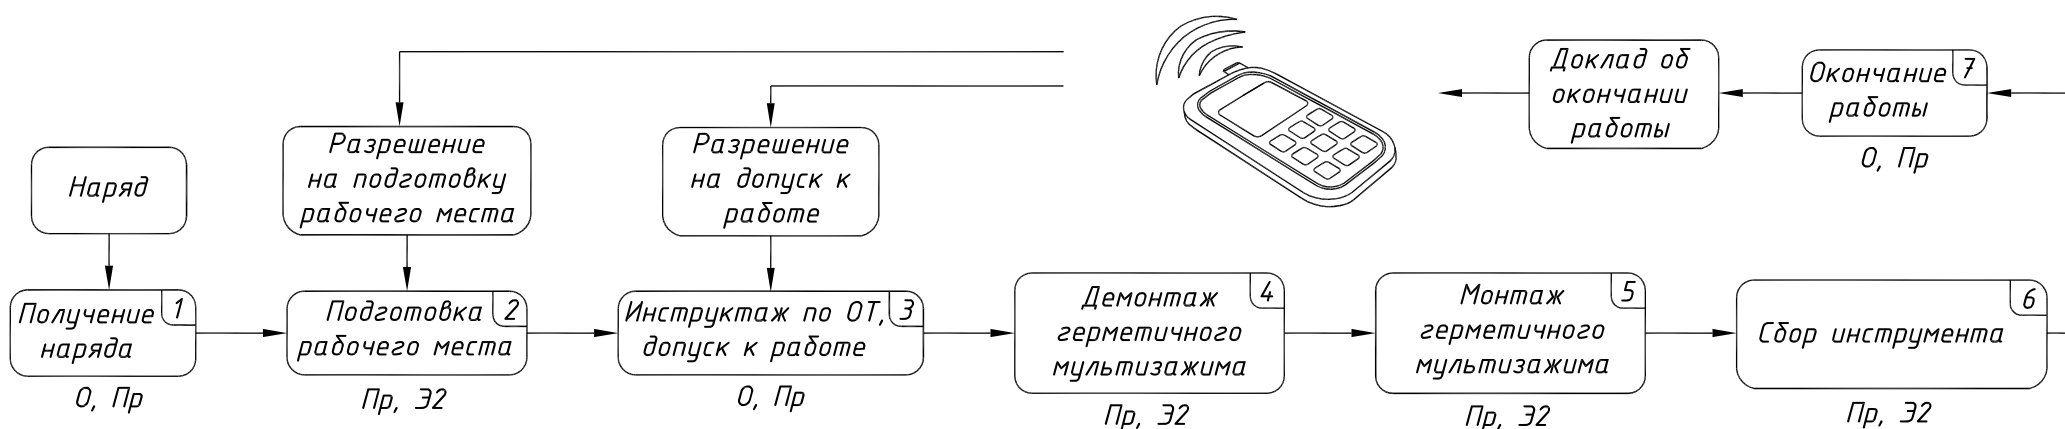 Наряд
Получение
наряда
1
О, Пр
Разрешение
на подготовку
рабочего места
Подготовка
рабочего места
2
Пр, Э2
Разрешение
на допуск к
работе
Инструктаж по ОТ,
допуск к работе
3
О, Пр
Демонтаж
герметичного
мультизажима
4
Пр, Э2
Монтаж
герметичного
мультизажима
5
Пр, Э2
Сбор инструмента
6
Пр, Э2
Окончание
работы
7
О, Пр
Доклад об
окончании
работы